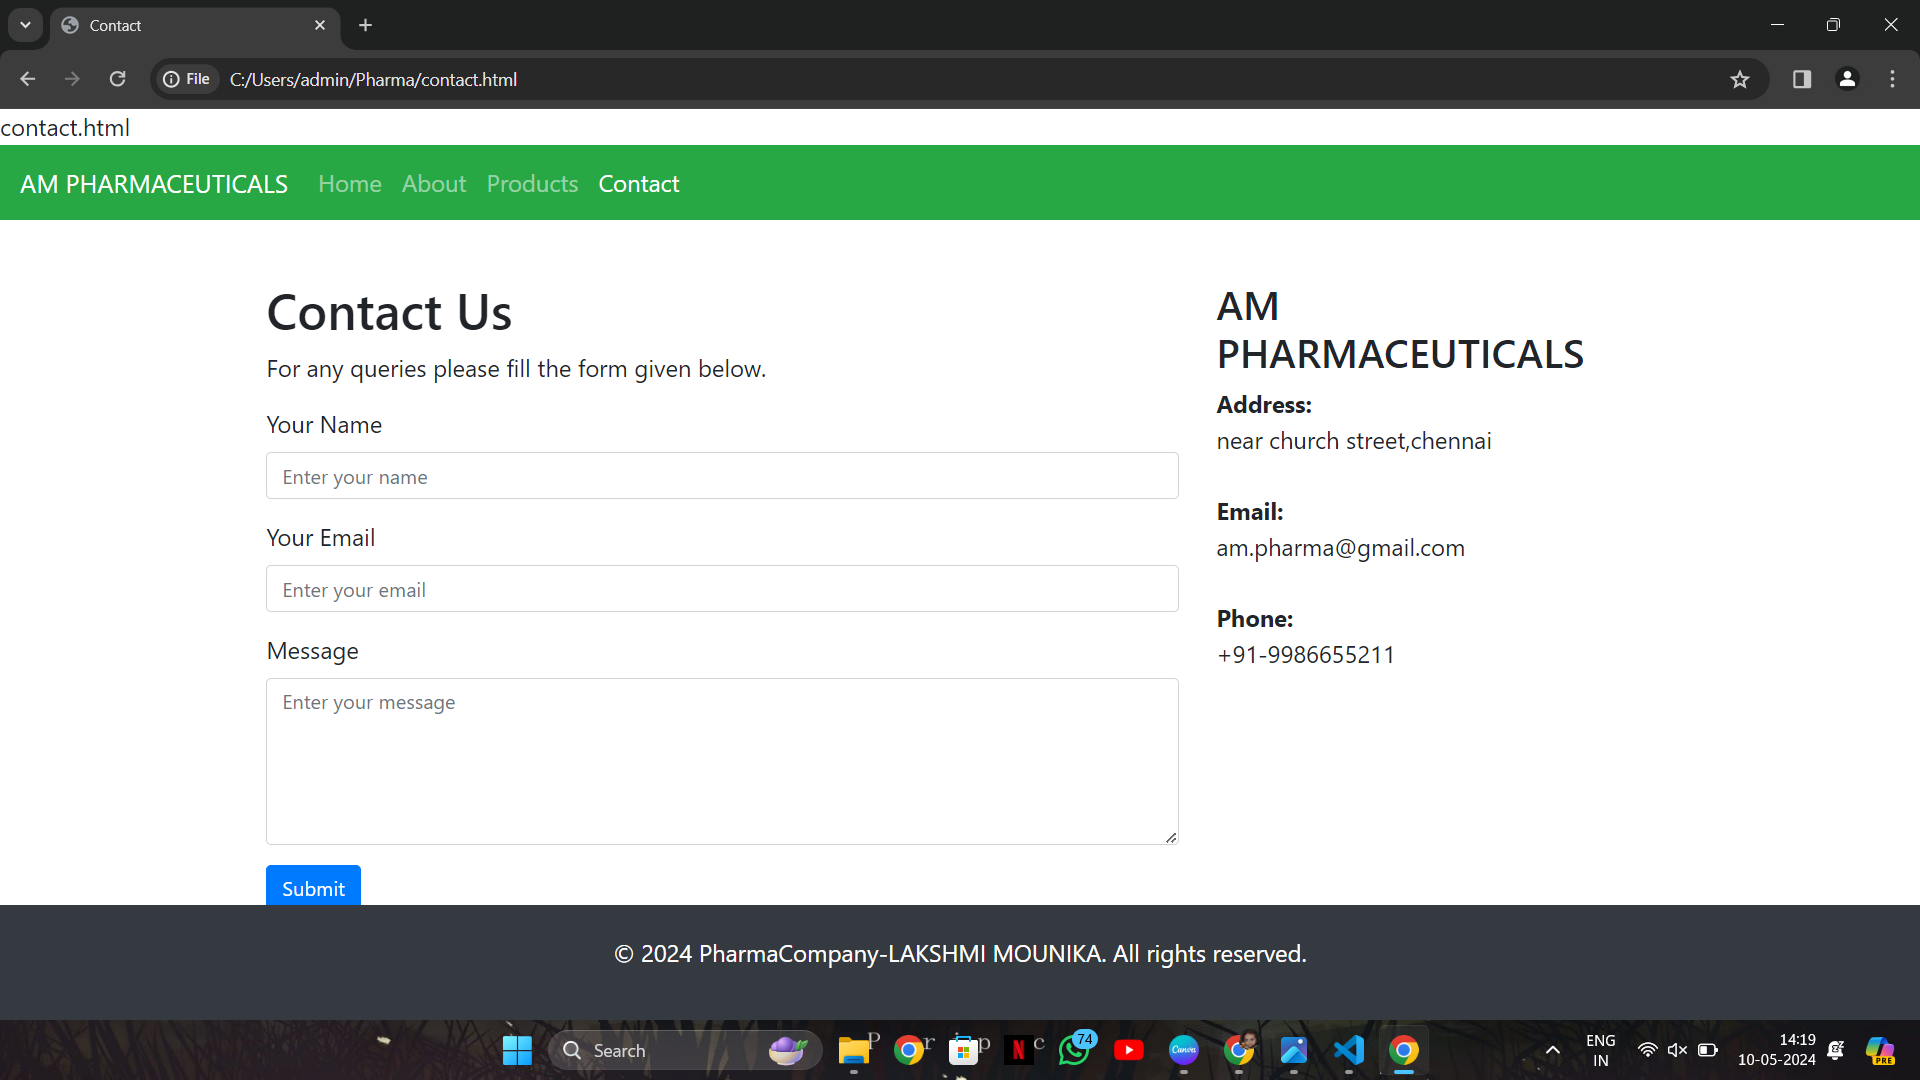 Contact
File C:/Users/admin/Pharma/contact.html
contact.html
AM PHARMACEUTICALS Home About Products Contact
Contact Us
For any queries please fill the form given below.
Your Name
Enter your name
Your Email
Enter your email
Message
Enter your message
Submit
AM
PHARMACEUTICALS
Address:
near church street,chennai
Email:
am.pharma@gmail.com
Phone:
+91-9986655211
© 2024 PharmaCompany-LAKSHMI MOUNIKA. All rights reserved.
Search
P r i p c
N
74
Canva
PRE
ENG
IN
14:19
10-05-2024